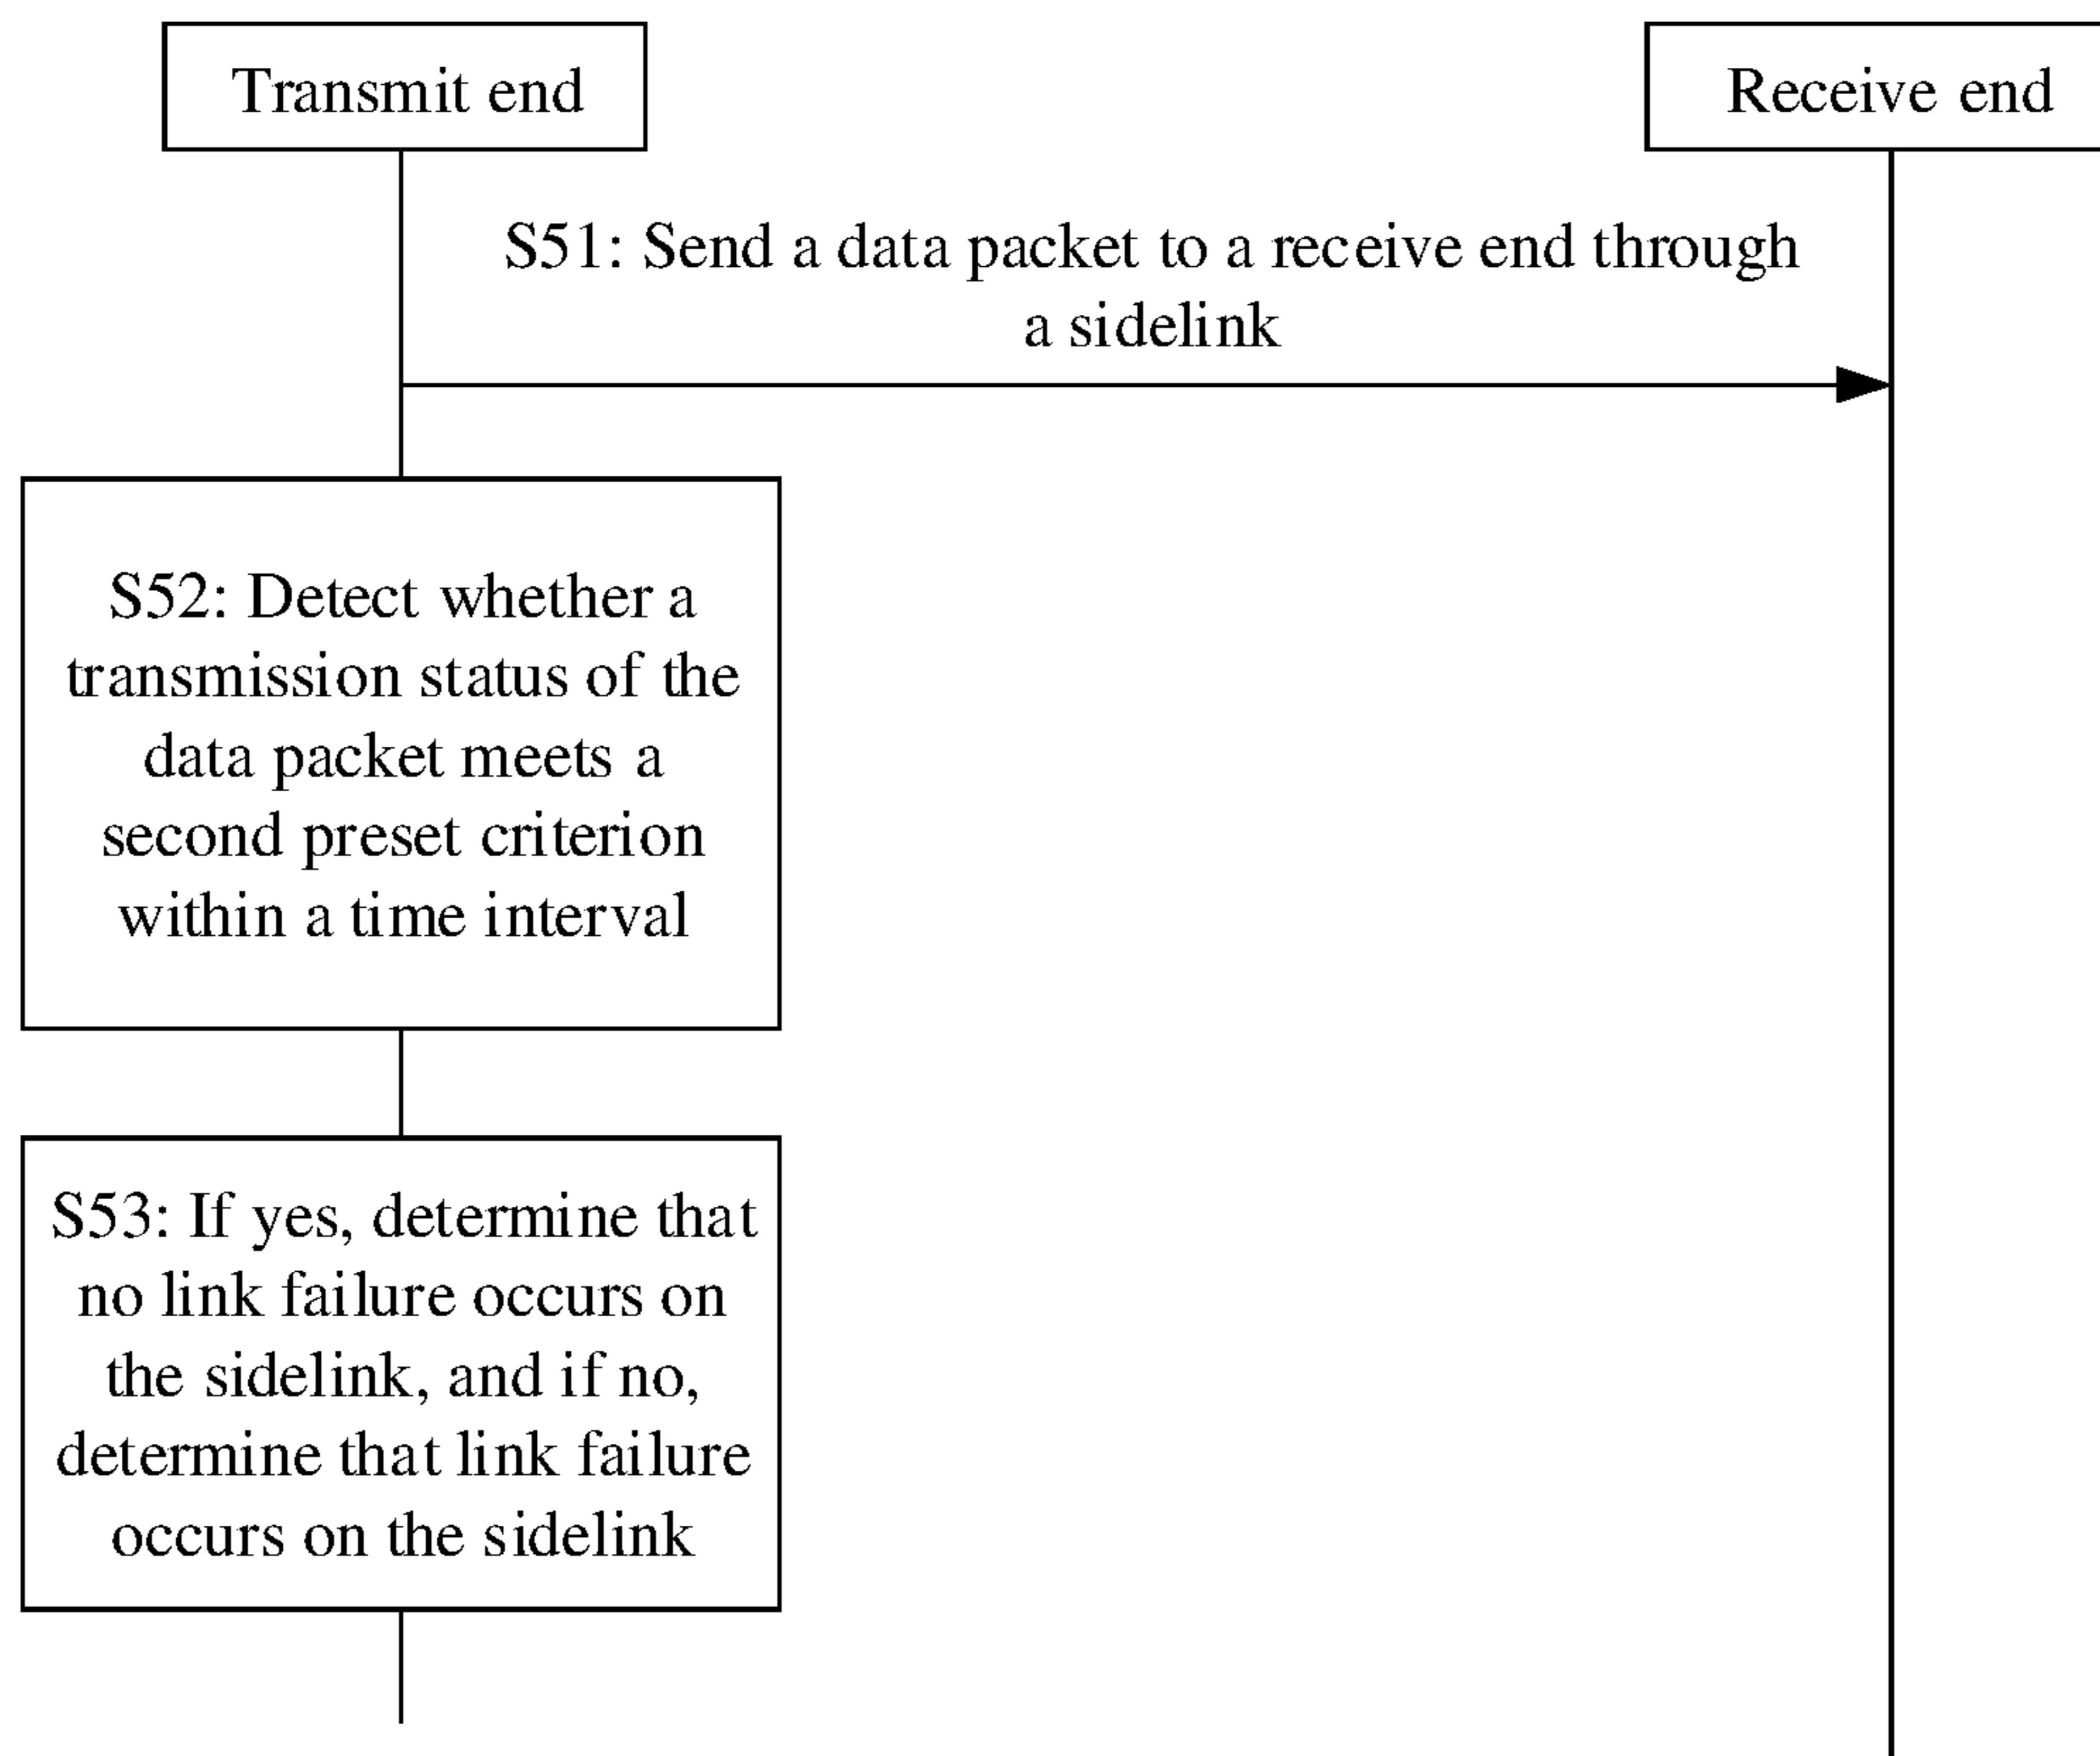 Transmit end
Receive end
S51: Send a data packet to a receive end through
a sidelink
S52: Detect whether a
transmission status of the
data packet meets a
second preset criterion
within a time interval
S53: If yes, determine that
no link failure occurs on
the sidelink, and if no,
determine that link failure
occurs on the sidelink